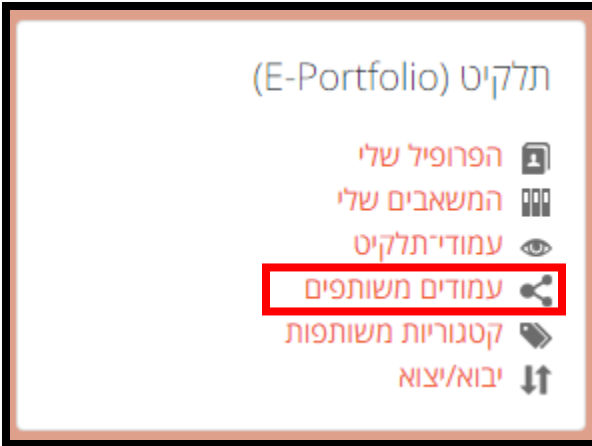 תלקיט (E-Portfolio)
הפרופיל שלי
המשאבים שלי
עמודי־תלקיט
עמודים משותפים
קטגוריות משותפות
יבוא/יצוא